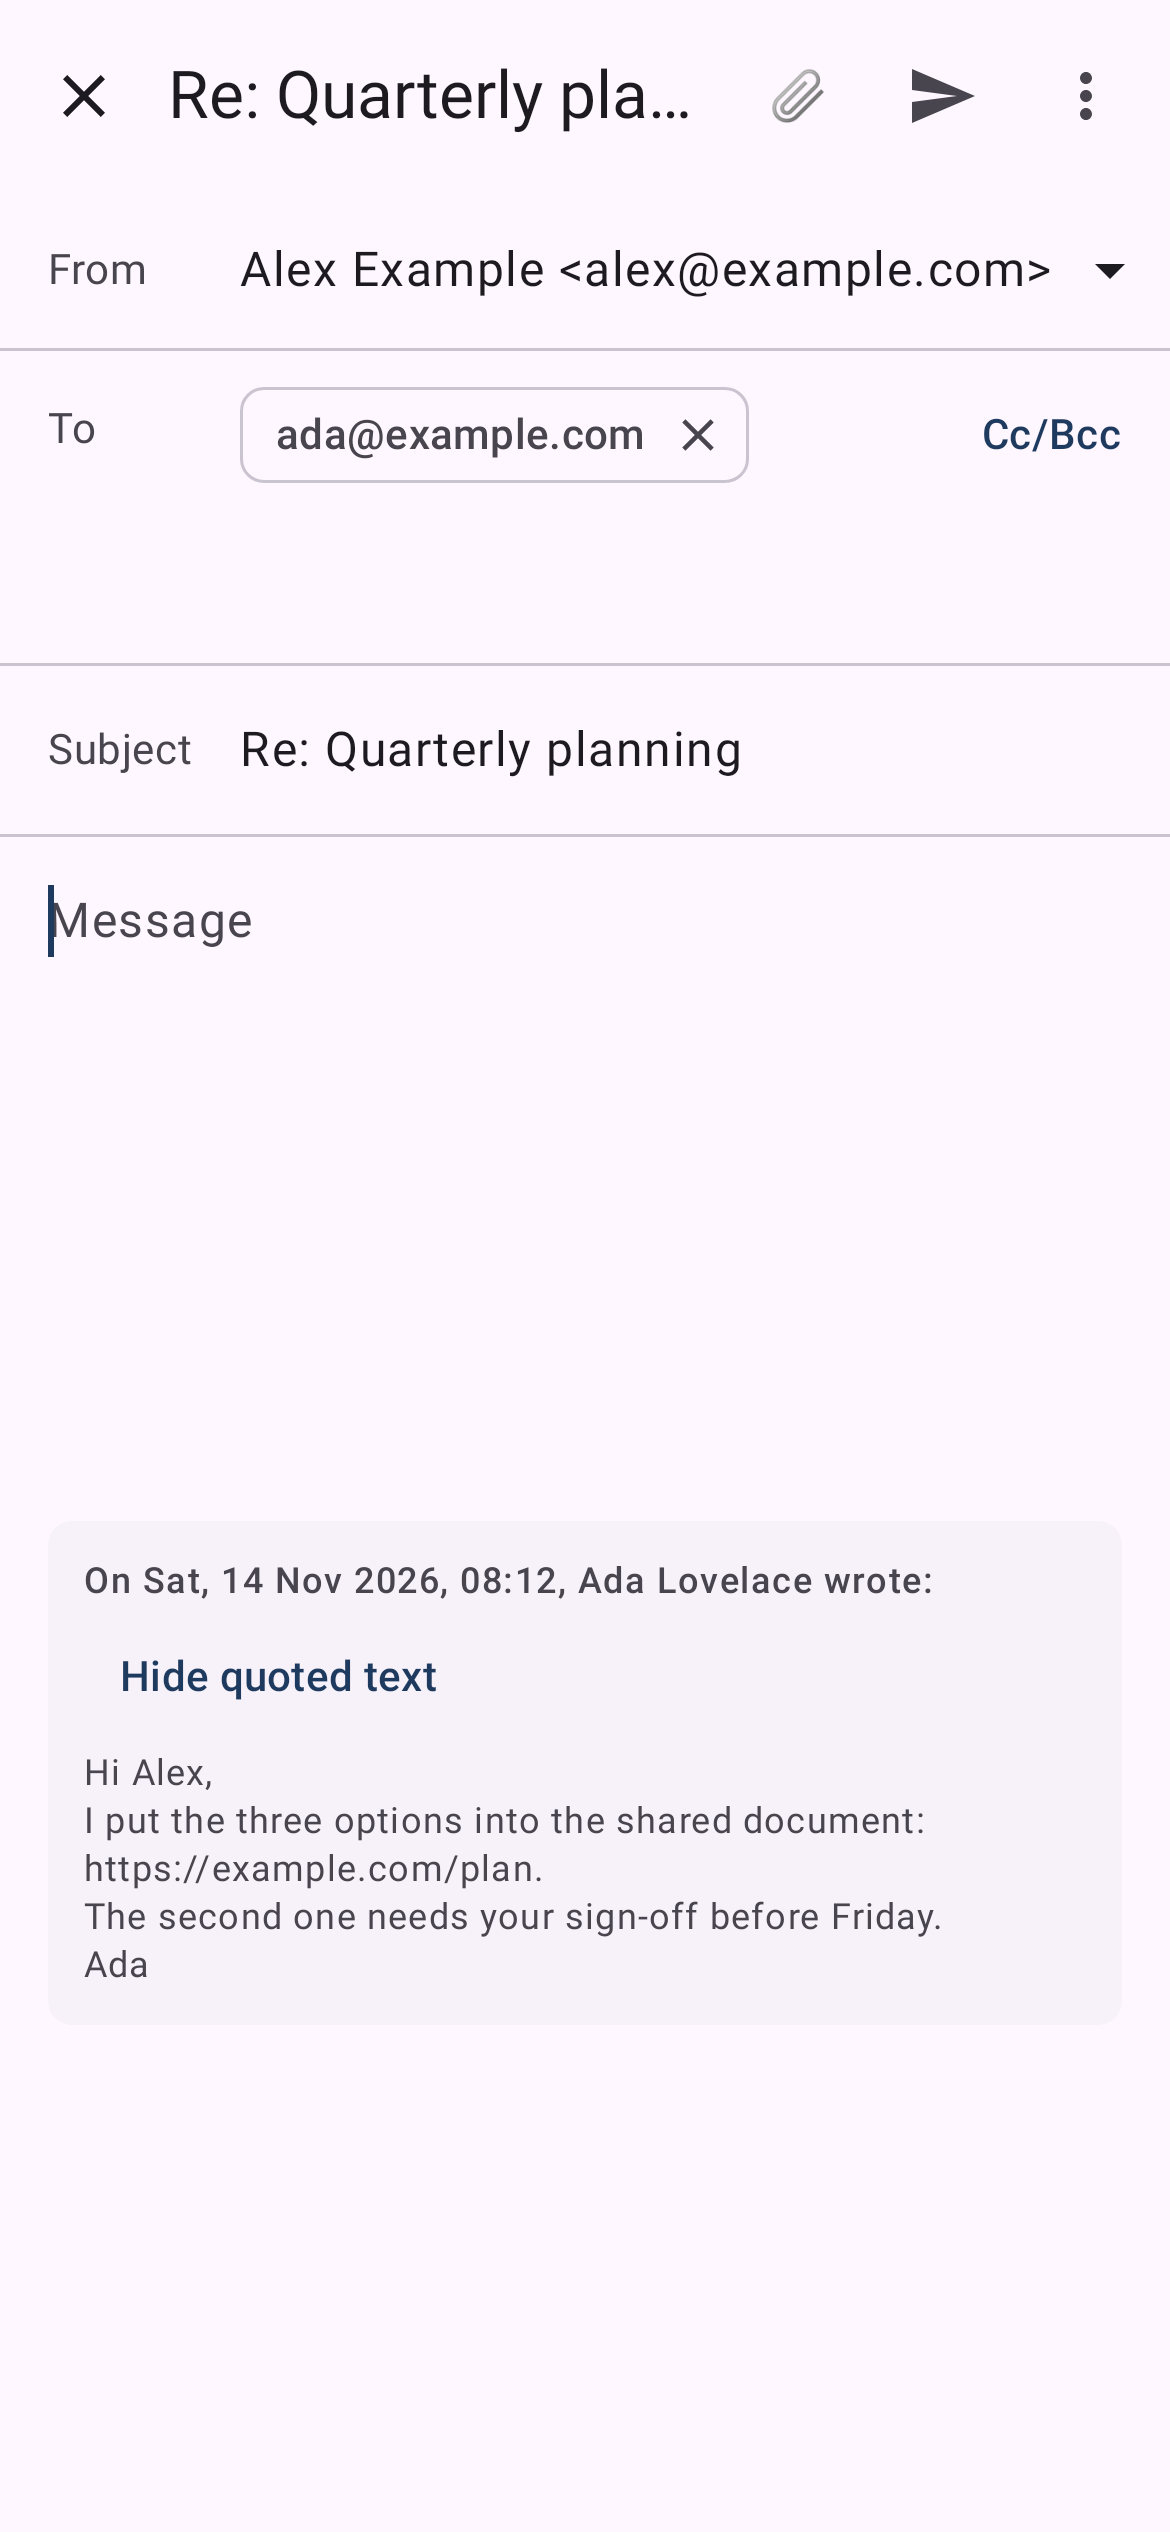 Re: Quarterly pla…
From
Alex Example <alex@example.com>
To
ada@example.com
Cc/Bcc
Subject
Re: Quarterly planning
Message
On Sat, 14 Nov 2026, 08:12, Ada Lovelace wrote:
Hide quoted text
Hi Alex,
I put the three options into the shared document:
https://example.com/plan.
The second one needs your sign-off before Friday.
Ada